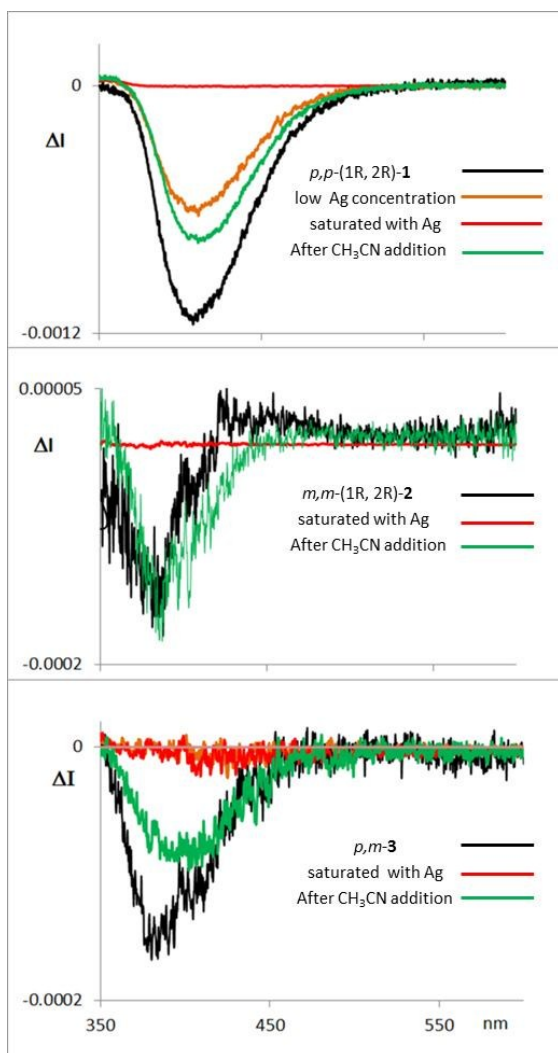 0
ΔI
p,p-(1R, 2R)-1
low Ag concentration
saturated with Ag
After CH₃CN addition
-0.0012
0.00005
ΔI
m,m-(1R, 2R)-2
saturated with Ag
After CH₃CN addition
-0.0002
0
ΔI
p,m-3
saturated with Ag
After CH₃CN addition
-0.0002
350 450 550 nm